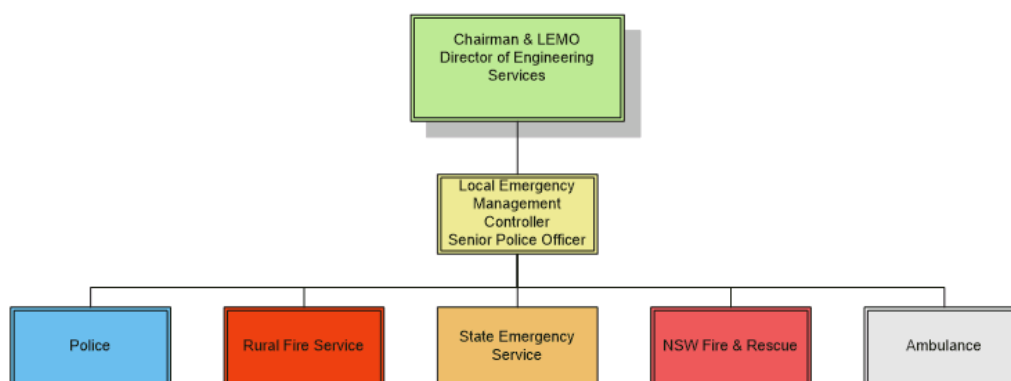 Chairman & LEMO
Director of Engineering
Services
Local Emergency
Management
Controller
Senior Police Officer
Police
Rural Fire Service
State Emergency
Service
NSW Fire & Rescue
Ambulance